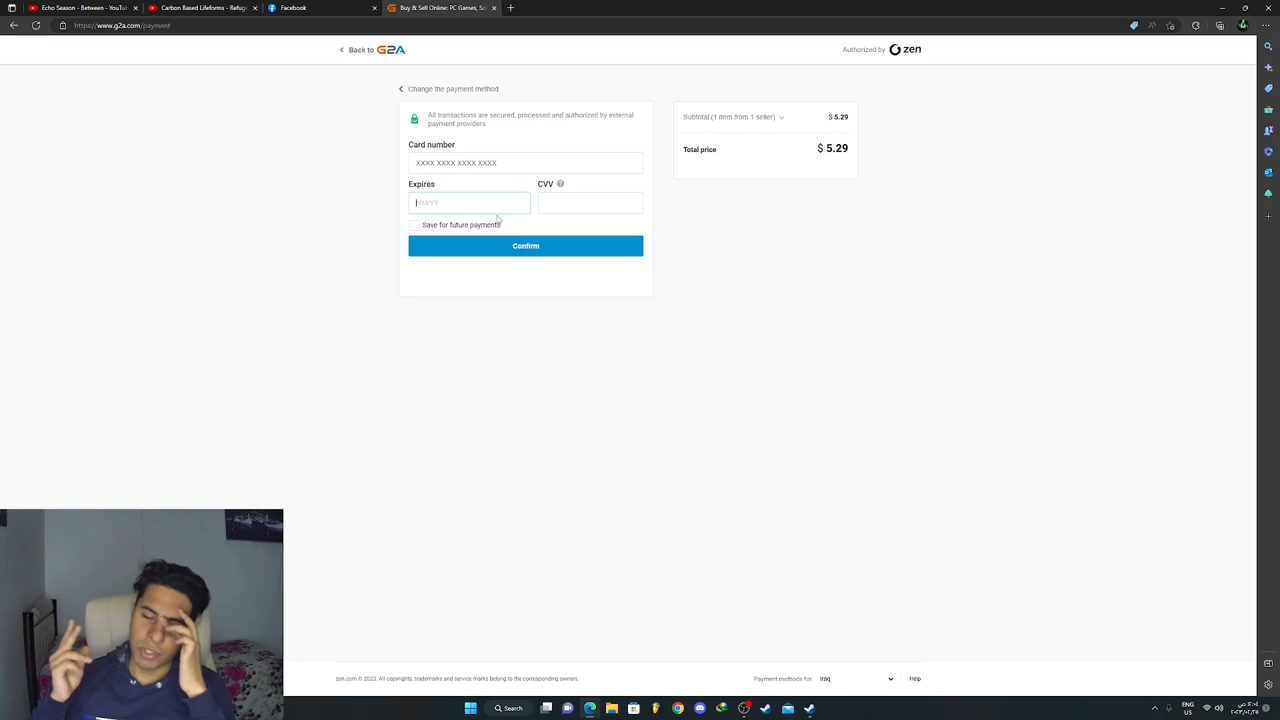 Echo Season - Between - YouTu
Carbon Based Lifeforms - Refuge
Facebook
Buy & Sell Online: Games, So
https://www.g2a.com/payment
Back to G2A
Authorized by zen
Change the payment method
All transactions are secured, processed and authorized by external
payment providers
Card number
XXXX XXXX XXXX XXXX
Expires
CVV
MM/YY
Save for future payments
Confirm
Subtotal (1 item from 1 seller)
$ 5.29
Total price
$ 5.29
zen.com © 2023. All copyrights, trademarks and service marks belong to the corresponding owners.
Payment methods for:
Iraq
Help
Search
ENG
US